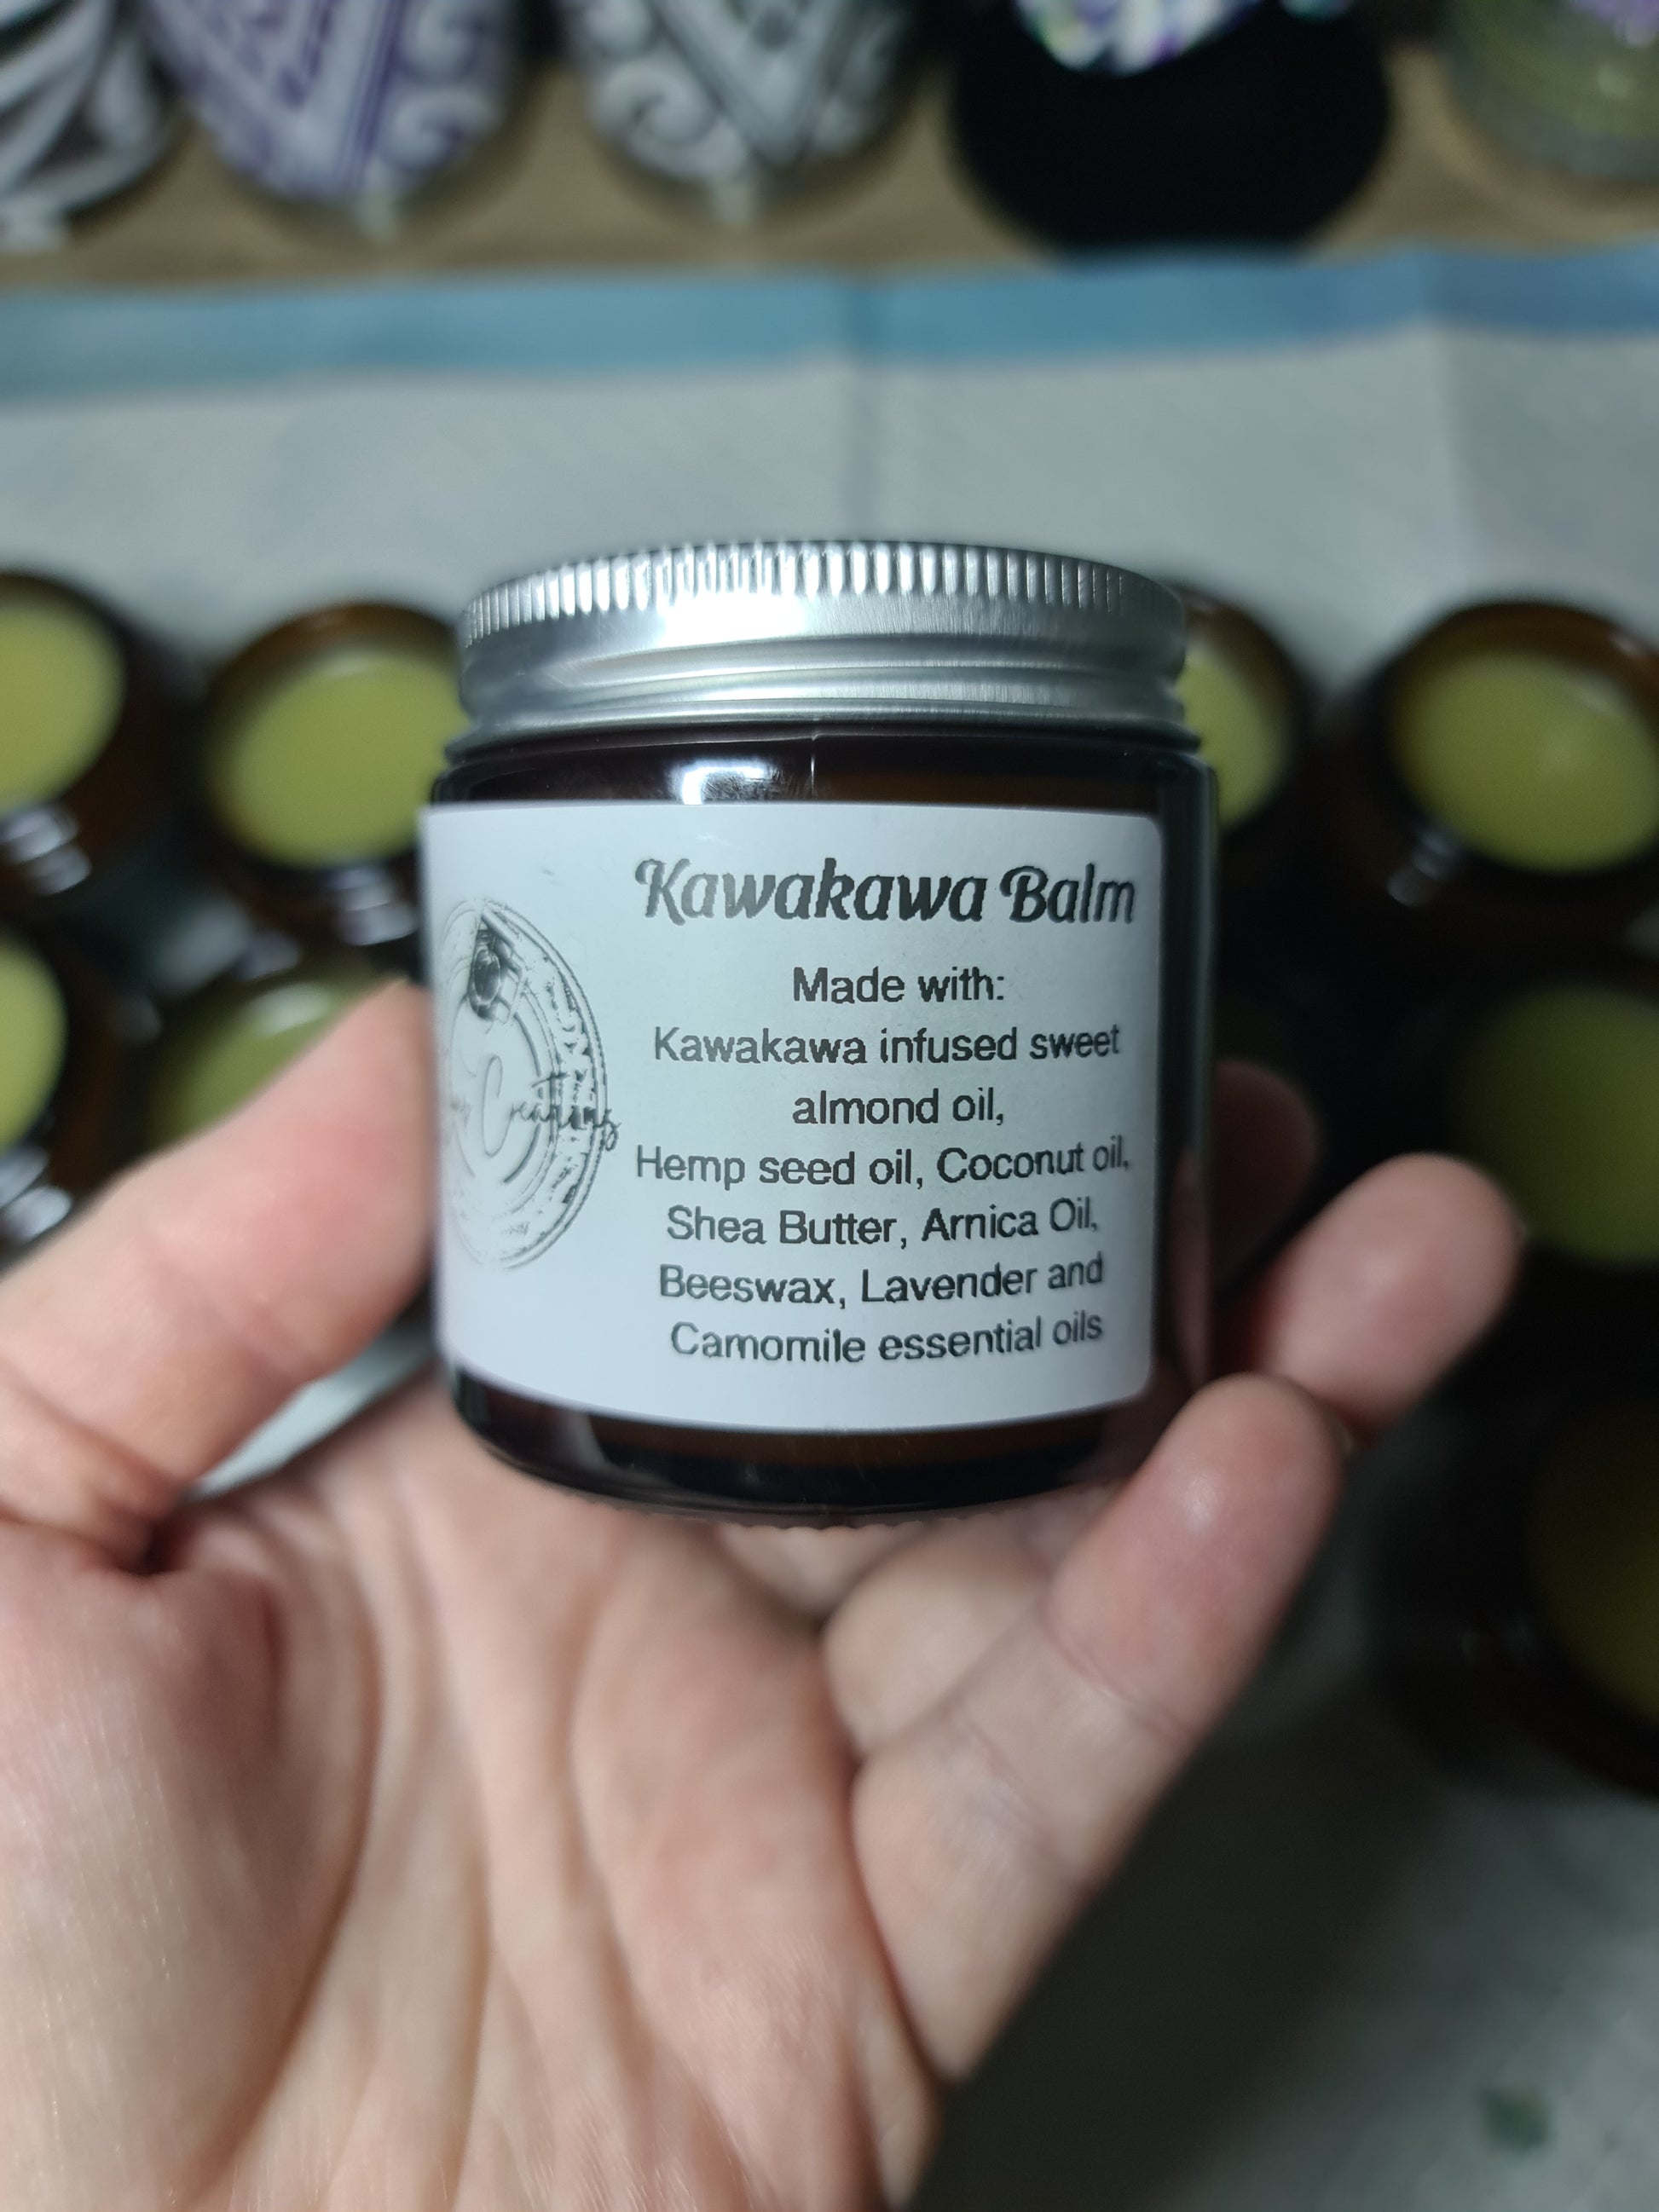 Kawakawa Balm
Made with:
Kawakawa infused sweet
almond oil,
Hemp seed oil, Coconut oil,
Shea Butter, Arnica Oil,
Beeswax, Lavender and
Camomile essential oils
Creations